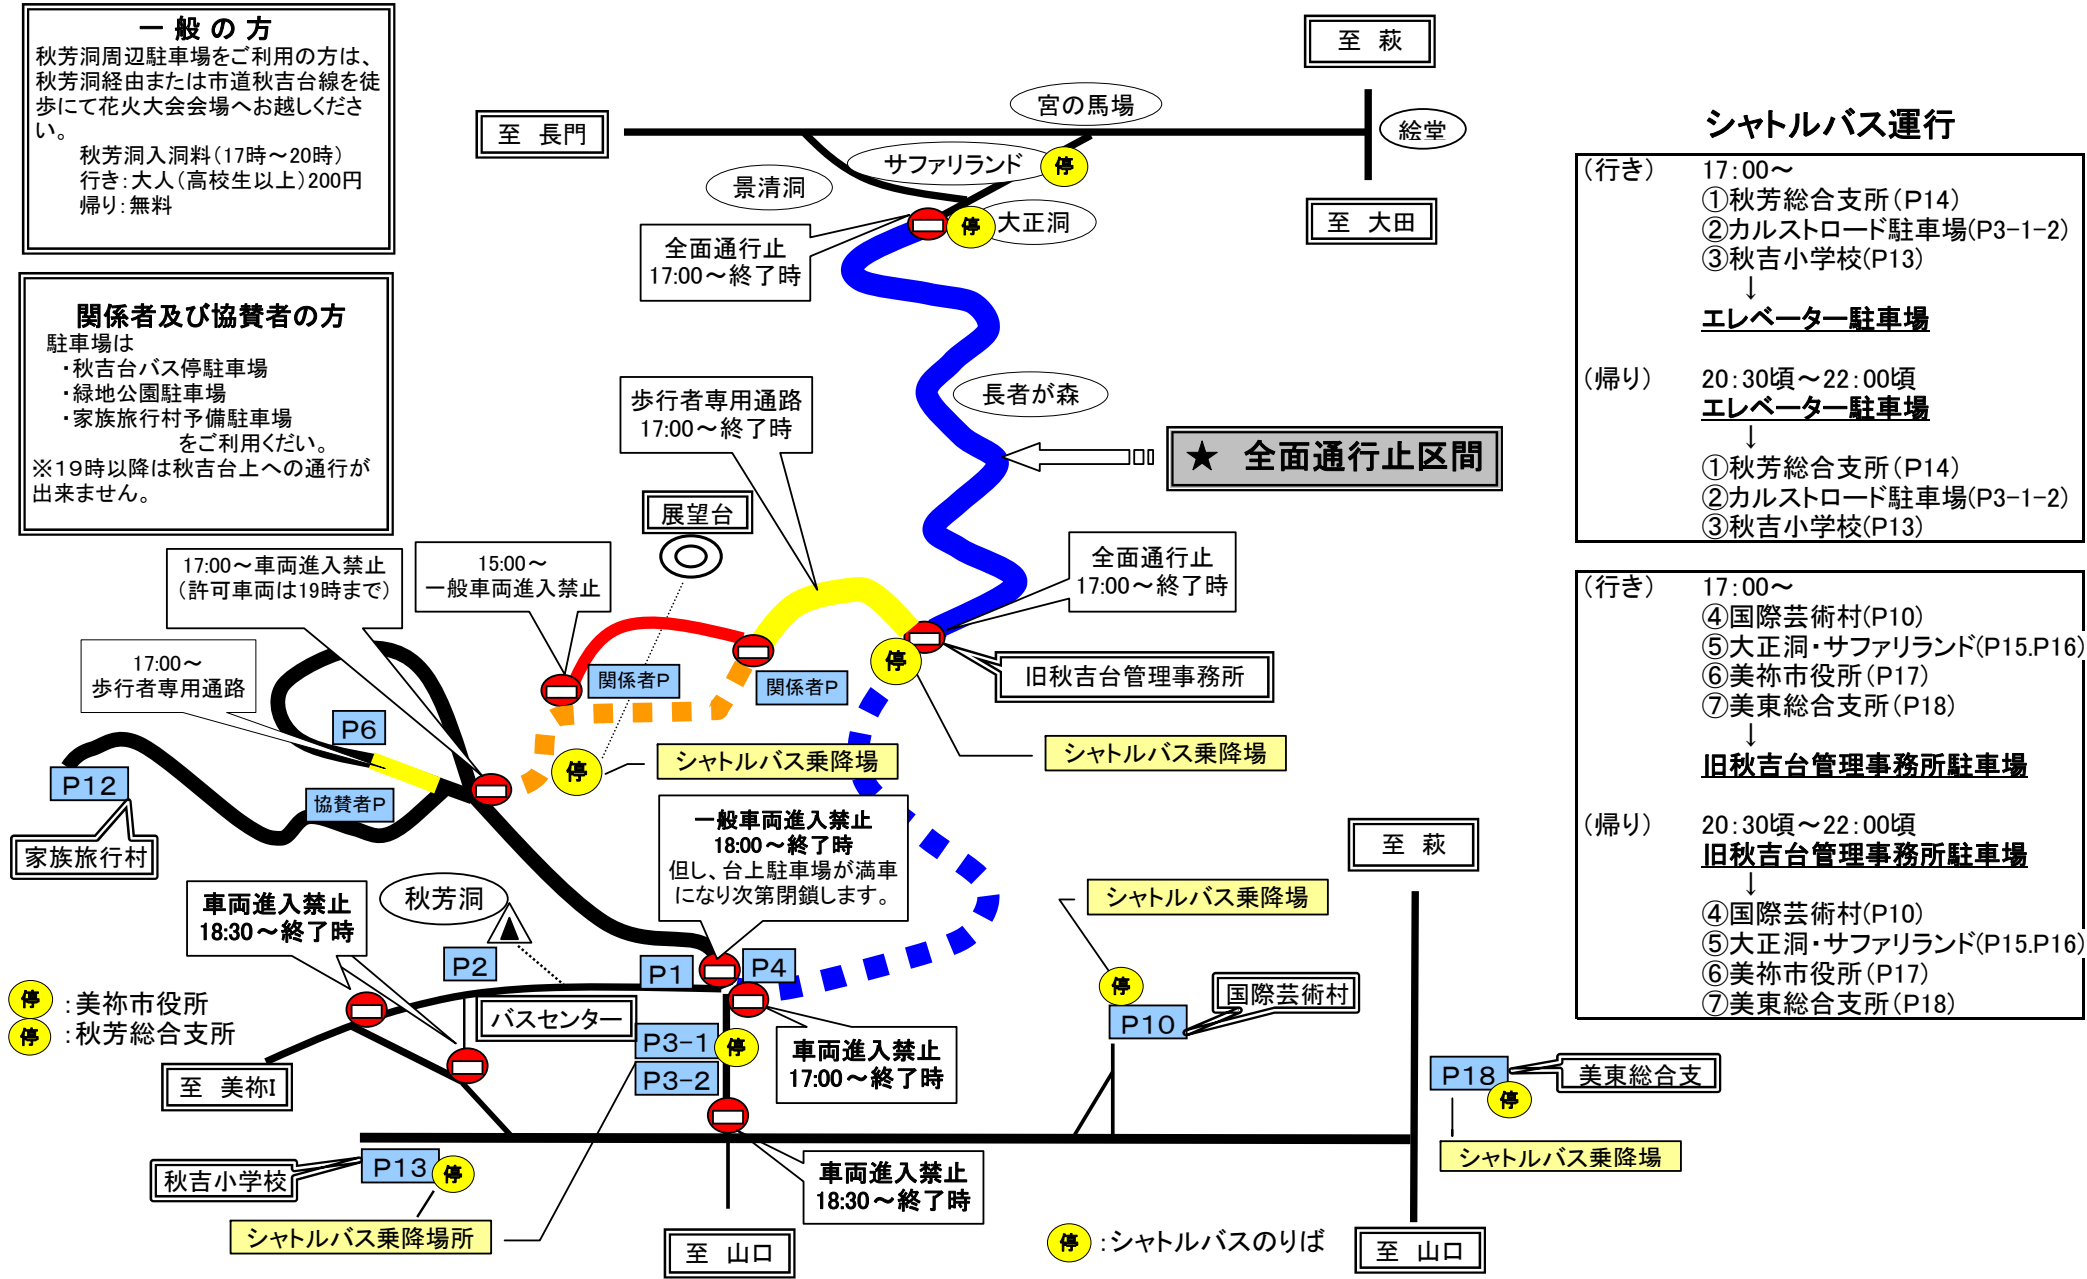 一般の方
秋芳洞周辺駐車場をご利用の方は、
秋芳洞経由または市道秋吉台線を徒
歩にて花火大会会場へお越しくださ
い。
秋芳洞入洞料(17時～20時)
行き：大人(高校生以上)200円
帰り：無料
関係者及び協賛者の方
駐車場は
・秋吉台バス停駐車場
・緑地公園駐車場
・家族旅行村予備駐車場
をご利用くだい。
※19時以降は秋吉台上への通行が
出来ません。
至 萩
至 長門
宮の馬場
絵堂
サファリランド
停
景清洞
停
大正洞
至 大田
全面通行止
17:00～終了時
歩行者専用通路
17:00～終了時
長者が森
★ 全面通行止区間
展望台
17:00～車両進入禁止
(許可車両は19時まで)
15:00～
一般車両進入禁止
全面通行止
17:00～終了時
17:00～
歩行者専用通路
関係者P
関係者P
停
旧秋吉台管理事務所
P6
P12
協賛者P
停
シャトルバス乗降場
シャトルバス乗降場
家族旅行村
一般車両進入禁止
18:00～終了時
但し、台上駐車場が満車
になり次第閉鎖します。
至 萩
秋芳洞
車両進入禁止
18:30～終了時
シャトルバス乗降場
P2
P1
P4
停
国際芸術村
P10
停
：美祢市役所
停
：秋芳総合支所
バスセンター
P3-1
停
P3-2
車両進入禁止
17:00～終了時
至 美祢I
P18
停
美東総合支
シャトルバス乗降場
秋吉小学校
P13
停
車両進入禁止
18:30～終了時
シャトルバス乗降場所
至 山口
停
：シャトルバスのりば
至 山口
シャトルバス運行
(行き) 17:00～
①秋芳総合支所(P14)
②カルストロード駐車場(P3-1-2)
③秋吉小学校(P13)
↓
エレベーター駐車場
(帰り) 20:30頃～22:00頃
エレベーター駐車場
↓
①秋芳総合支所(P14)
②カルストロード駐車場(P3-1-2)
③秋吉小学校(P13)
(行き) 17:00～
④国際芸術村(P10)
⑤大正洞・サファリランド(P15.P16)
⑥美祢市役所(P17)
⑦美東総合支所(P18)
↓
旧秋吉台管理事務所駐車場
(帰り) 20:30頃～22:00頃
旧秋吉台管理事務所駐車場
↓
④国際芸術村(P10)
⑤大正洞・サファリランド(P15.P16)
⑥美祢市役所(P17)
⑦美東総合支所(P18)